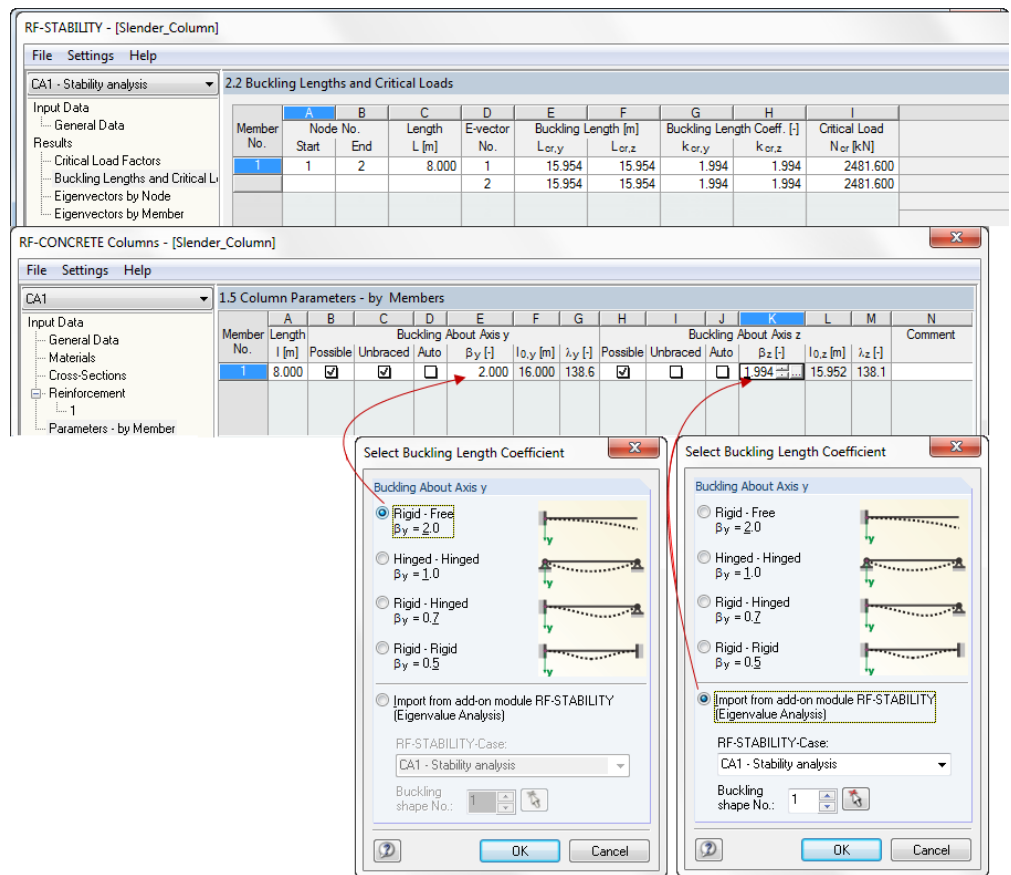 RF-STABILITY - [Slender_Column]
File Settings Help
CA1 - Stability analysis
2.2 Buckling Lengths and Critical Loads
Input Data
General Data
Results
Critical Load Factors
Buckling Lengths and Critical L
Eigenvectors by Node
Eigenvectors by Member
A B C D E F G H I
Member Node No. Length E-vector Buckling Length [m] Buckling Length Coeff. [-] Critical Load
No. Start End L [m] No. Lcr,y Lcr,z kcr,y kcr,z Ncr [kN]
1 1 2 8.000 1 15.954 15.954 1.994 1.994 2481.600
2 15.954 15.954 1.994 1.994 2481.600
RF-CONCRETE Columns - [Slender_Column]
File Settings Help
CA1
1.5 Column Parameters - by Members
Input Data
General Data
Materials
Cross-Sections
Reinforcement
1
Parameters - by Member
A B C D E F G H I J K L M N
Member Length Buckling About Axis y Buckling About Axis z Comment
No. l [m] Possible Unbraced Auto βy [-] l0,y [m] λy [-] Possible Unbraced Auto βz [-] l0,z [m] λz [-]
1 8.000 2.000 16.000 138.6 1.994 ... 15.952 138.1
Select Buckling Length Coefficient
Buckling About Axis y
Rigid - Free
βy = 2.0
y
Hinged - Hinged
βy = 1.0
y
Rigid - Hinged
βy = 0.7
y
Rigid - Rigid
βy = 0.5
y
Import from add-on module RF-STABILITY
(Eigenvalue Analysis)
RF-STABILITY-Case:
CA1 - Stability analysis
Buckling
shape No.: 1
OK Cancel
Select Buckling Length Coefficient
Buckling About Axis y
Rigid - Free
βy = 2.0
y
Hinged - Hinged
βy = 1.0
y
Rigid - Hinged
βy = 0.7
y
Rigid - Rigid
βy = 0.5
y
Import from add-on module RF-STABILITY
(Eigenvalue Analysis)
RF-STABILITY-Case:
CA1 - Stability analysis
Buckling
shape No.: 1
OK Cancel